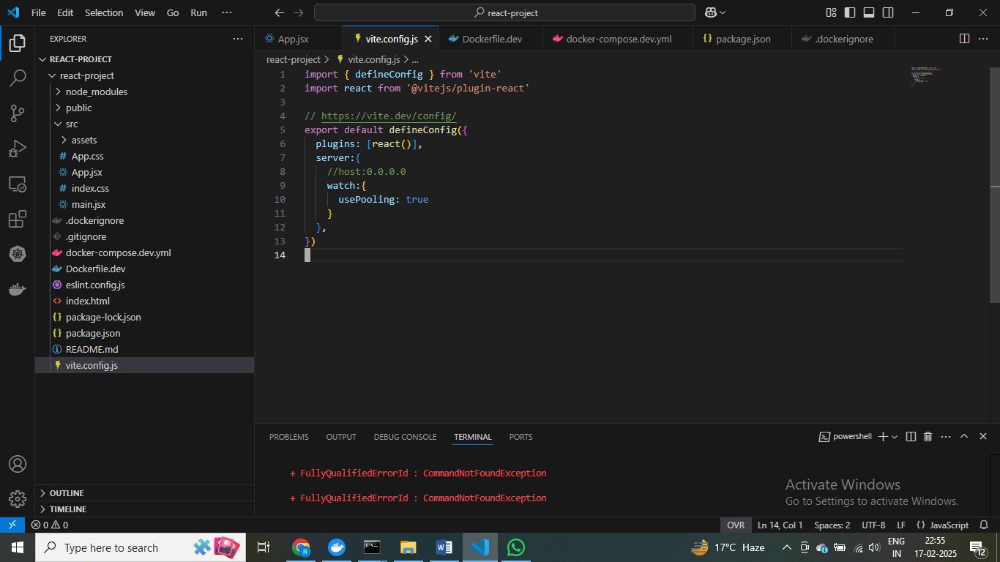 File Edit Selection View Go Run ···
react-project
EXPLORER
REACT-PROJECT
react-project
node_modules
public
src
assets
# App.css
App.jsx
# index.css
main.jsx
.dockerignore
.gitignore
docker-compose.dev.yml
Dockerfile.dev
eslint.config.js
<> index.html
{} package-lock.json
{} package.json
README.md
vite.config.js
OUTLINE
TIMELINE
App.jsx
vite.config.js
Dockerfile.dev
docker-compose.dev.yml
{} package.json
.dockerignore
react-project > vite.config.js > ...
1 import { defineConfig } from 'vite'
2 import react from '@vitejs/plugin-react'
3
4 // https://vite.dev/config/
5 export default defineConfig({
6 plugins: [react()],
7 server:{
8 //host:0.0.0.0
9 watch:{
10 usePooling: true
11 }
12 },
13 })
14
PROBLEMS OUTPUT DEBUG CONSOLE TERMINAL PORTS
powershell
+ FullyQualifiedErrorId : CommandNotFoundException
+ FullyQualifiedErrorId : CommandNotFoundException
Activate Windows
Go to Settings to activate Windows.
0 0
OVR Ln 14, Col 1 Spaces: 2 UTF-8 LF {} JavaScript
Type here to search
R
W
17°C Haze
ENG
IN
22:55
17-02-2025
12